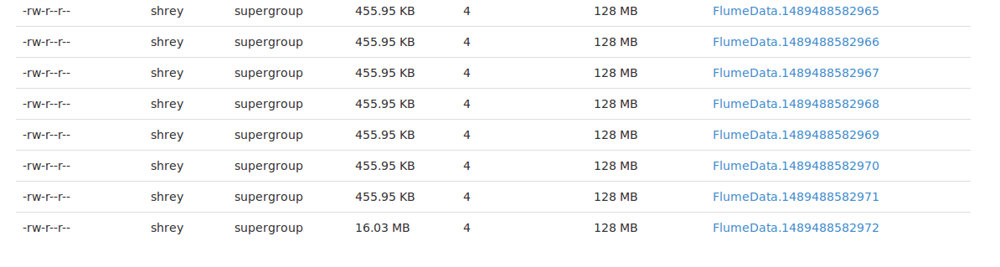 -rw-r--r-- shrey supergroup 455.95 KB 4 128 MB FlumeData.1489488582965
-rw-r--r-- shrey supergroup 455.95 KB 4 128 MB FlumeData.1489488582966
-rw-r--r-- shrey supergroup 455.95 KB 4 128 MB FlumeData.1489488582967
-rw-r--r-- shrey supergroup 455.95 KB 4 128 MB FlumeData.1489488582968
-rw-r--r-- shrey supergroup 455.95 KB 4 128 MB FlumeData.1489488582969
-rw-r--r-- shrey supergroup 455.95 KB 4 128 MB FlumeData.1489488582970
-rw-r--r-- shrey supergroup 455.95 KB 4 128 MB FlumeData.1489488582971
-rw-r--r-- shrey supergroup 16.03 MB 4 128 MB FlumeData.1489488582972